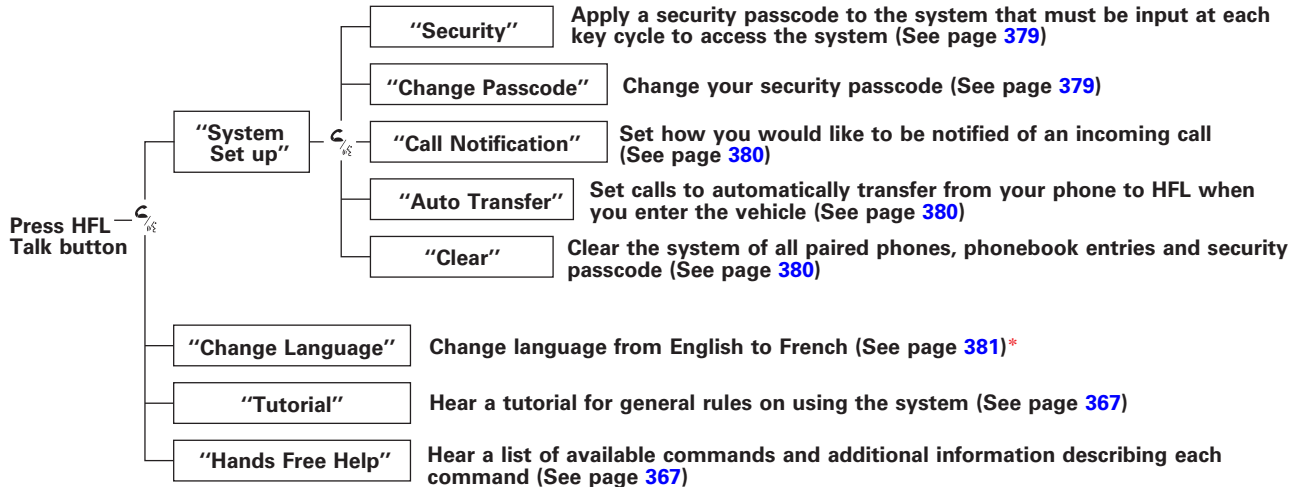 "Security"
Apply a security passcode to the system that must be input at each
key cycle to access the system (See page 379)
"Change Passcode"
Change your security passcode (See page 379)
"System
Set up"
"Call Notification"
Set how you would like to be notified of an incoming call
(See page 380)
"Auto Transfer"
Set calls to automatically transfer from your phone to HFL when
you enter the vehicle (See page 380)
Press HFL
Talk button
"Clear"
Clear the system of all paired phones, phonebook entries and security
passcode (See page 380)
"Change Language"
Change language from English to French (See page 381)*
"Tutorial"
Hear a tutorial for general rules on using the system (See page 367)
"Hands Free Help"
Hear a list of available commands and additional information describing each
command (See page 367)